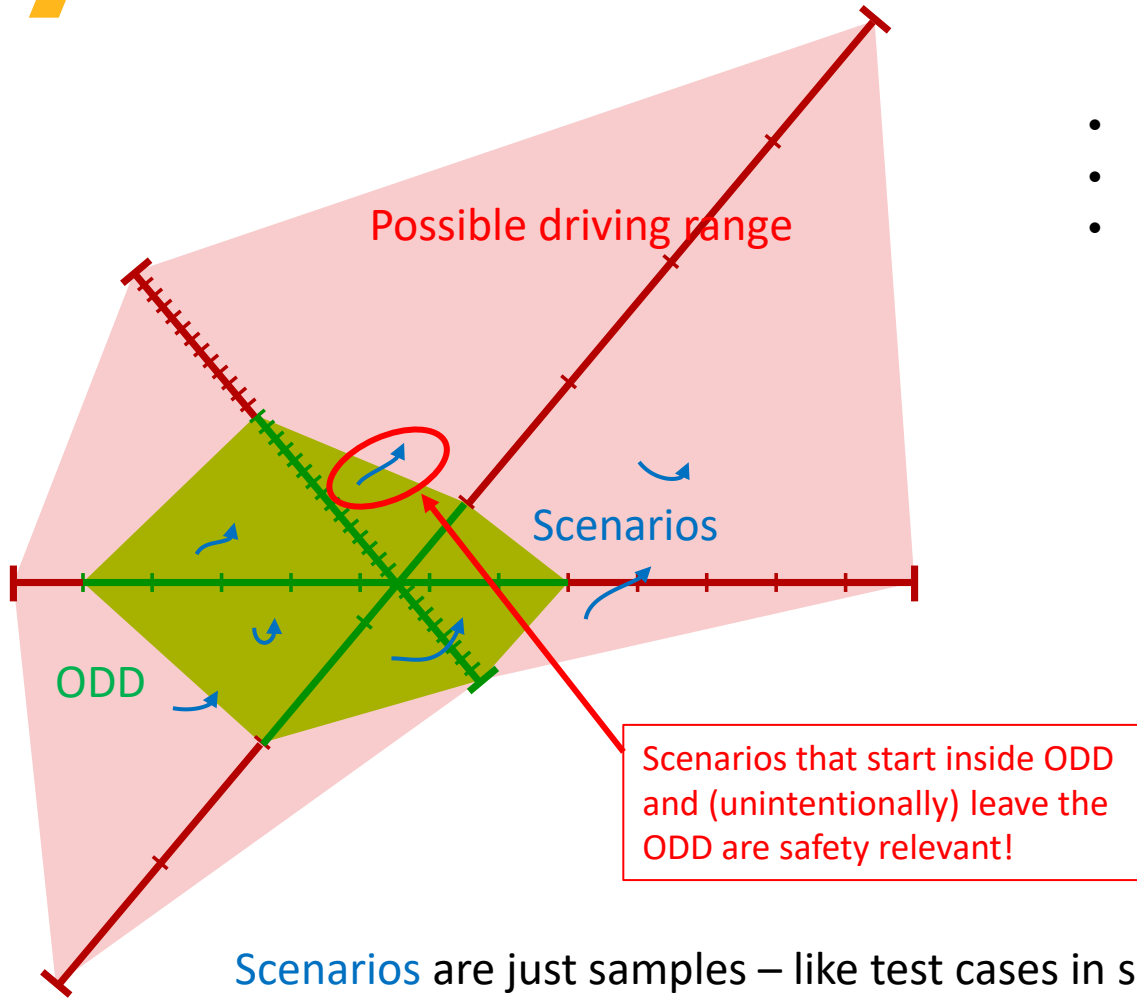 Possible driving range
Scenarios
ODD
Scenarios that start inside ODD
and (unintentionally) leave the
ODD are safety relevant!
Scenarios are just samples – like test cases in s